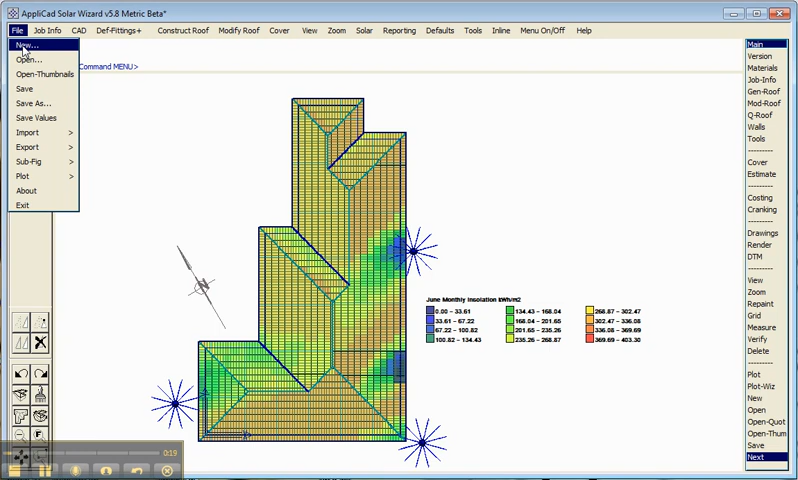 AppliCad Solar Wizard v5.8 Metric Beta*
File Job Info CAD Def-Fittings+ Construct Roof Modify Roof Cover View Zoom Solar Reporting Defaults Tools Inline Menu On/Off Help
New...
Open...
Open-Thumbnails
Save
Save As...
Save Values
Import >
Export >
Sub-Fig >
Plot >
About
Exit
Command MENU>
N
June Monthly Insolation kWh/m2
0.00 - 33.61 134.43 - 168.04 268.87 - 302.47
33.61 - 67.22 168.04 - 201.65 302.47 - 336.08
67.22 - 100.82 201.65 - 235.26 336.08 - 369.69
100.82 - 134.43 235.26 - 268.87 369.69 - 403.30
Main
Version
Materials
Job-Info
Gen-Roof
Mod-Roof
Q-Roof
Walls
Tools
---------
Cover
Estimate
---------
Costing
Cranking
---------
Drawings
Render
DTM
---------
View
Zoom
Repaint
Grid
Measure
Verify
Delete
---------
Plot
Plot-Wiz
New
Open
Open-Quot
Open-Thum
Save
Next
0:19